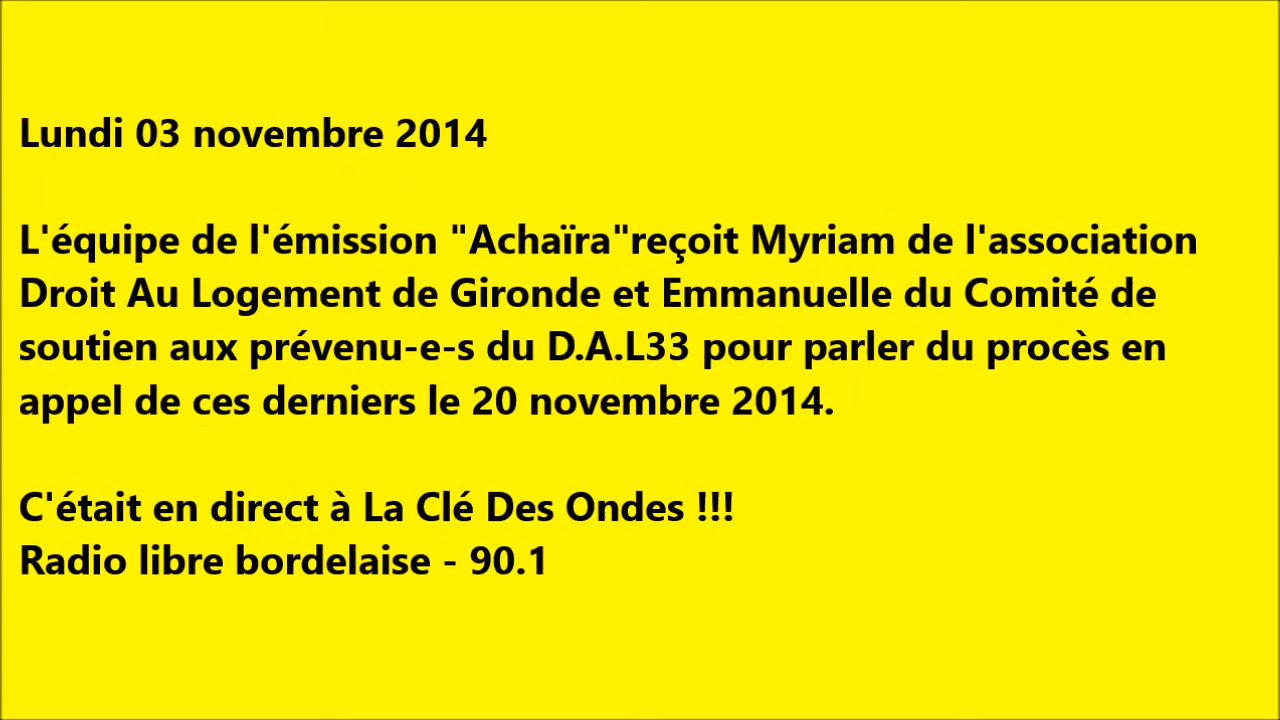 Lundi 03 novembre 2014
L'équipe de l'émission "Achaïra"reçoit Myriam de l'association
Droit Au Logement de Gironde et Emmanuelle du Comité de
soutien aux prévenu-e-s du D.A.L33 pour parler du procès en
appel de ces derniers le 20 novembre 2014.
C'était en direct à La Clé Des Ondes !!!
Radio libre bordelaise - 90.1